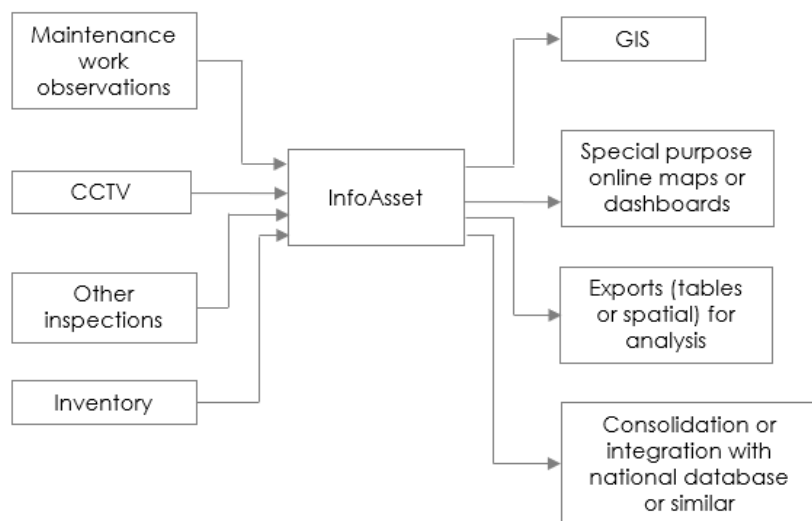 Maintenance
work
observations
CCTV
Other
inspections
Inventory
InfoAsset
GIS
Special purpose
online maps or
dashboards
Exports (tables
or spatial) for
analysis
Consolidation or
integration with
national database
or similar